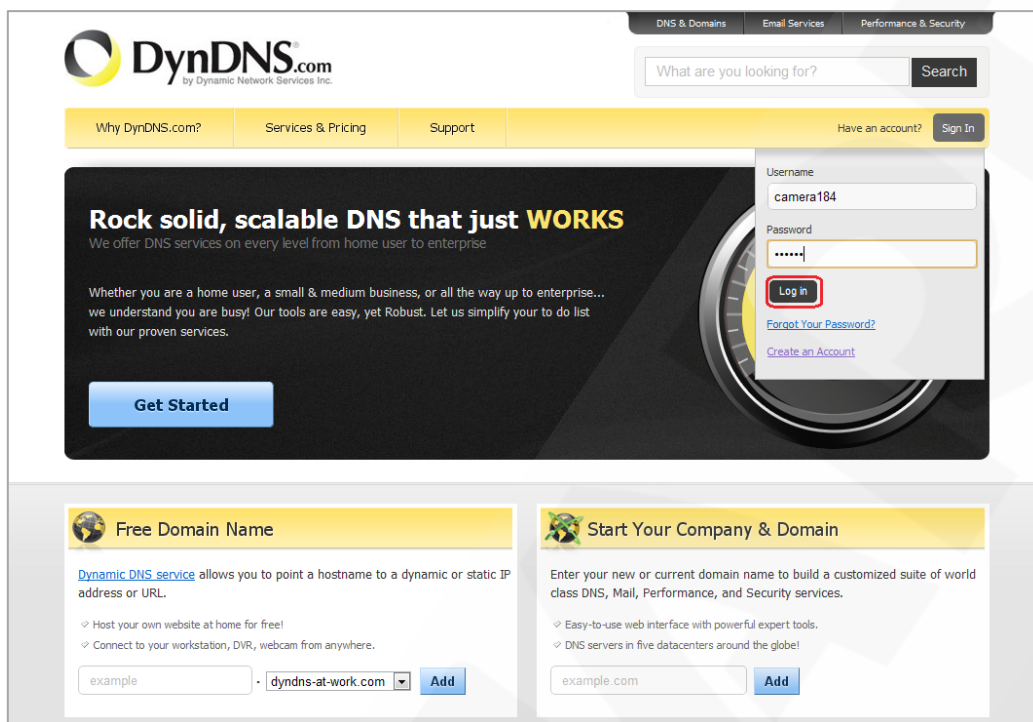 DNS & Domains Email Services Performance & Security
DynDNS.com
by Dynamic Network Services Inc.
What are you looking for? Search
Why DynDNS.com? Services & Pricing Support Have an account? Sign In
Username
camera184
Password
••••••
Log in
Forgot Your Password?
Create an Account
Rock solid, scalable DNS that just WORKS
We offer DNS services on every level from home user to enterprise
Whether you are a home user, a small & medium business, or all the way up to enterprise...
we understand you are busy! Our tools are easy, yet Robust. Let us simplify your to do list
with our proven services.
Get Started
Free Domain Name
Dynamic DNS service allows you to point a hostname to a dynamic or static IP
address or URL.
Host your own website at home for free!
Connect to your workstation, DVR, webcam from anywhere.
example . dyndns-at-work.com Add
Start Your Company & Domain
Enter your new or current domain name to build a customized suite of world
class DNS, Mail, Performance, and Security services.
Easy-to-use web interface with powerful expert tools.
DNS servers in five datacenters around the globe!
example.com Add